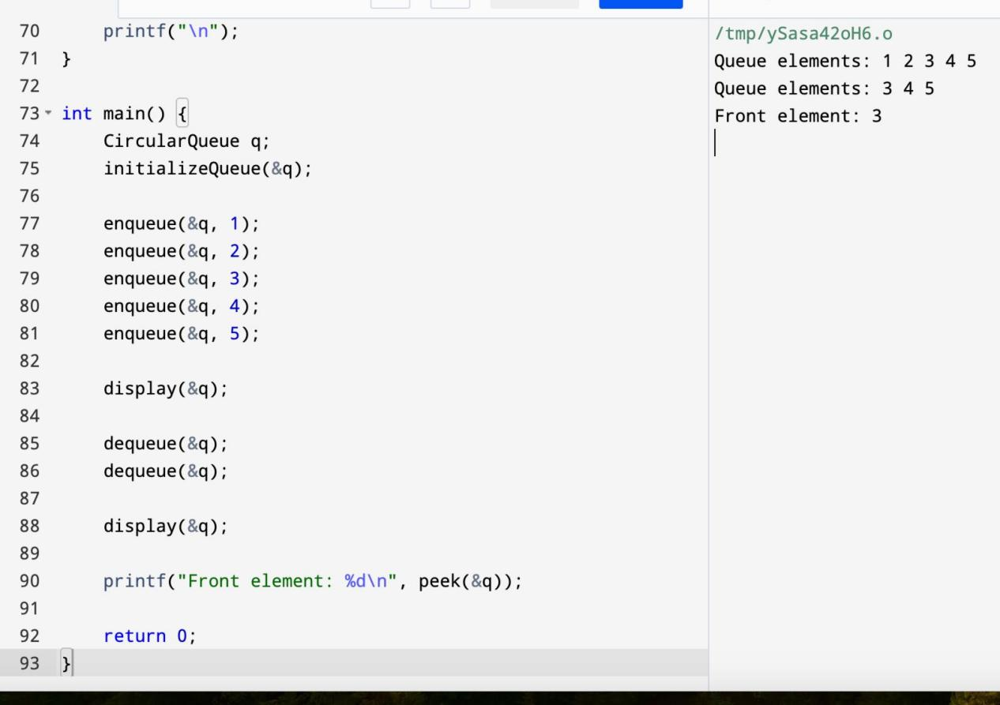 70 printf("\n");
71 }
72
73 int main() {
74 CircularQueue q;
75 initializeQueue(&q);
76
77 enqueue(&q, 1);
78 enqueue(&q, 2);
79 enqueue(&q, 3);
80 enqueue(&q, 4);
81 enqueue(&q, 5);
82
83 display(&q);
84
85 dequeue(&q);
86 dequeue(&q);
87
88 display(&q);
89
90 printf("Front element: %d\n", peek(&q));
91
92 return 0;
93 }
/tmp/ySasa42oH6.o
Queue elements: 1 2 3 4 5
Queue elements: 3 4 5
Front element: 3